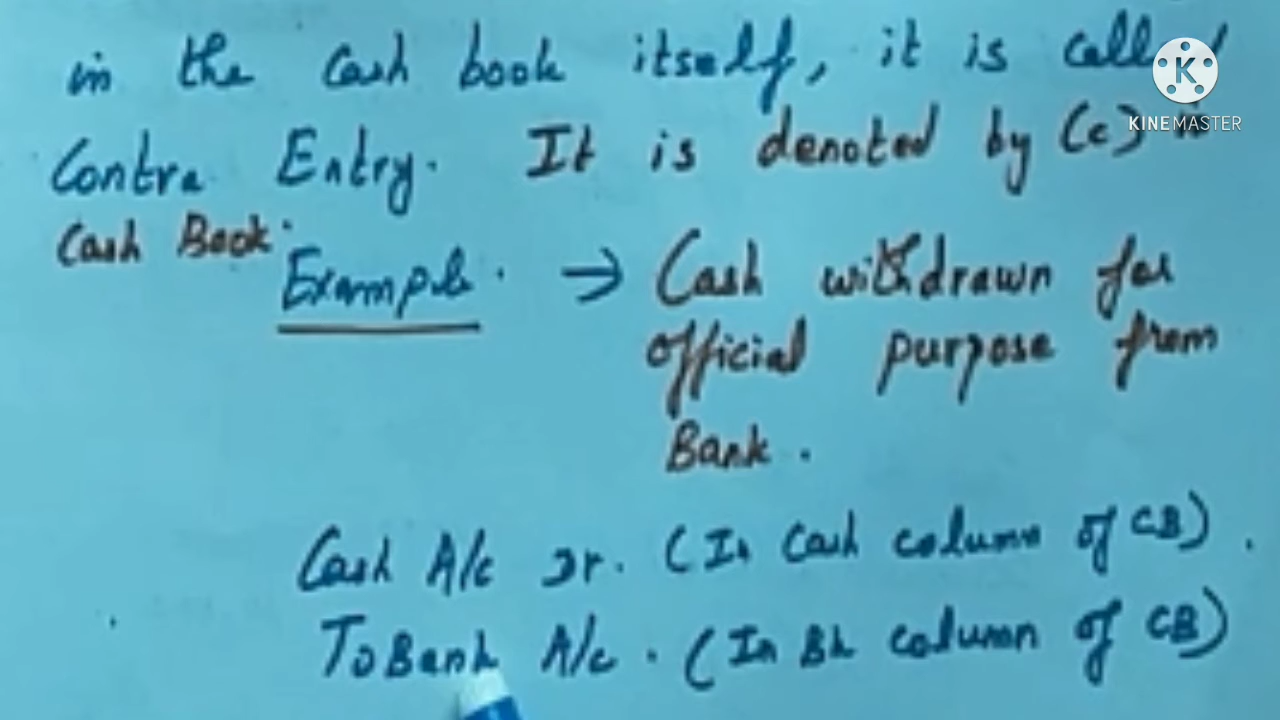 in the Cash book itself, it is called
Contra Entry. It is denoted by (c) in
Cash Book.
Example. → Cash withdrawn for
official purpose from
Bank.
Cash A/c Dr. (In Cash column of CB).
To Bank A/c. (In Bk column of CB)
K
KINEMASTER